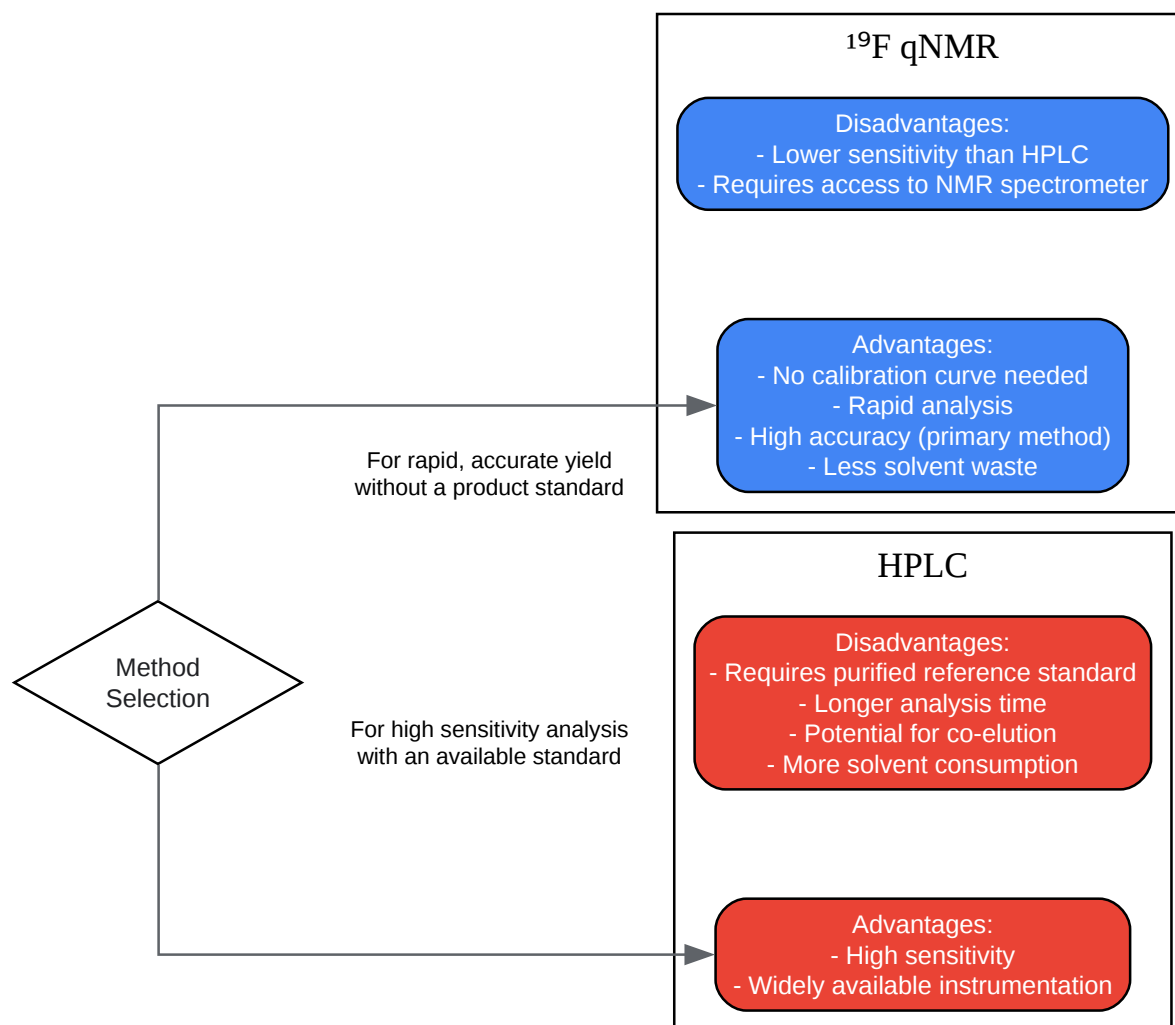 ¹⁹F qNMR
Disadvantages:
- Lower sensitivity than HPLC
- Requires access to NMR spectrometer
Advantages:
- No calibration curve needed
- Rapid analysis
- High accuracy (primary method)
- Less solvent waste
For rapid, accurate yield
without a product standard
Method
Selection
For high sensitivity analysis
with an available standard
HPLC
Disadvantages:
- Requires purified reference standard
- Longer analysis time
- Potential for co-elution
- More solvent consumption
Advantages:
- High sensitivity
- Widely available instrumentation